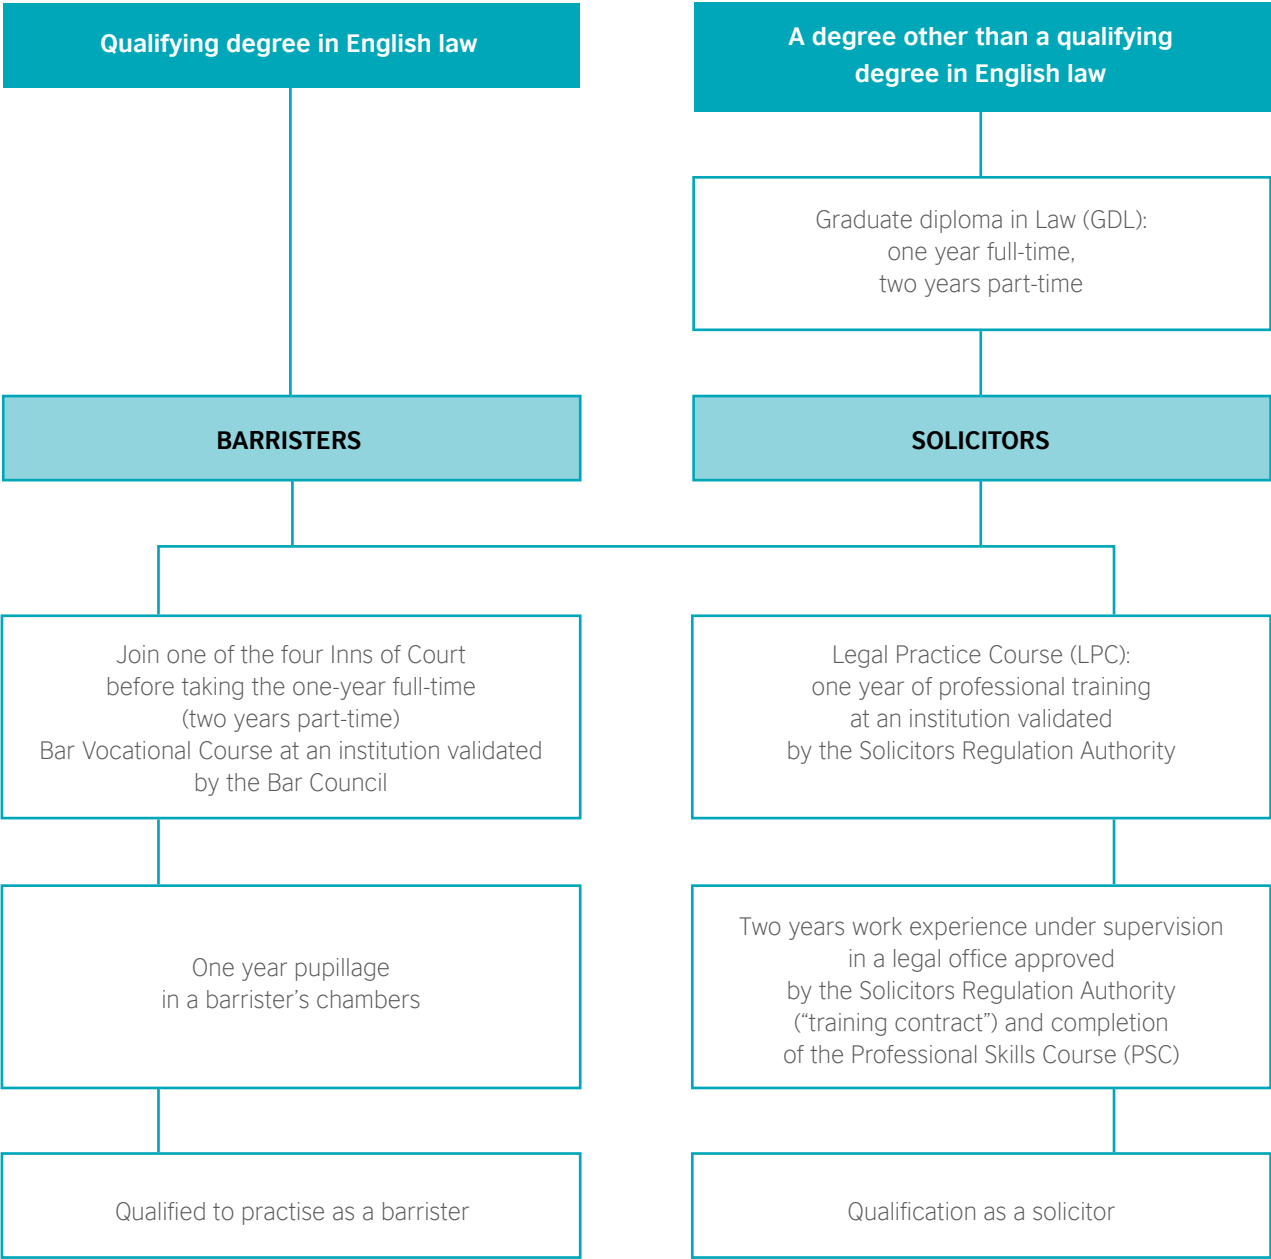 Qualifying degree in English law
A degree other than a qualifying
degree in English law
Graduate diploma in Law (GDL):
one year full-time,
two years part-time
BARRISTERS
SOLICITORS
Join one of the four Inns of Court
before taking the one-year full-time
(two years part-time)
Bar Vocational Course at an institution validated
by the Bar Council
Legal Practice Course (LPC):
one year of professional training
at an institution validated
by the Solicitors Regulation Authority
One year pupillage
in a barrister’s chambers
Two years work experience under supervision
in a legal office approved
by the Solicitors Regulation Authority
(“training contract”) and completion
of the Professional Skills Course (PSC)
Qualified to practise as a barrister
Qualification as a solicitor